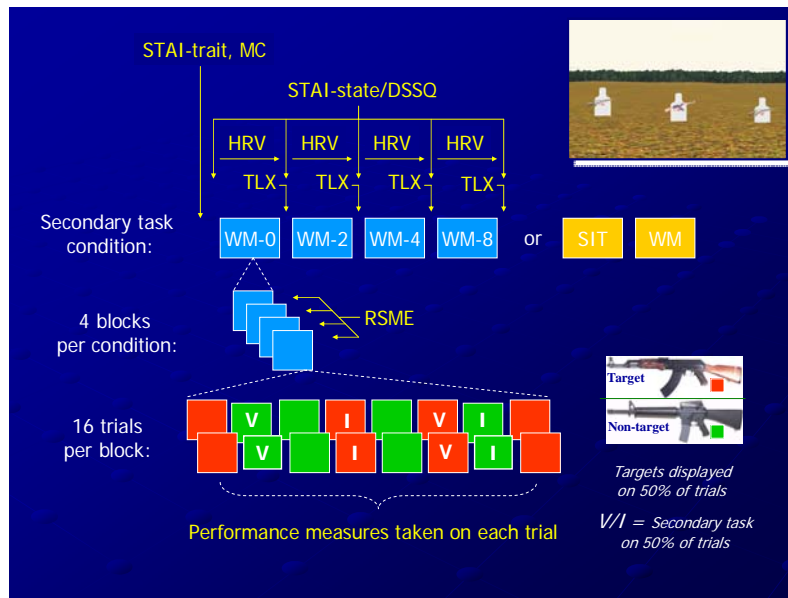 STAI-trait, MC
STAI-state/DSSQ
HRV HRV HRV HRV
TLX TLX TLX TLX
Secondary task
condition:
WM-0 WM-2 WM-4 WM-8 or SIT WM
4 blocks
per condition:
RSME
16 trials
per block:
V I V I
V I V I
Performance measures taken on each trial
Target
Non-target
Targets displayed
on 50% of trials
V/I = Secondary task
on 50% of trials